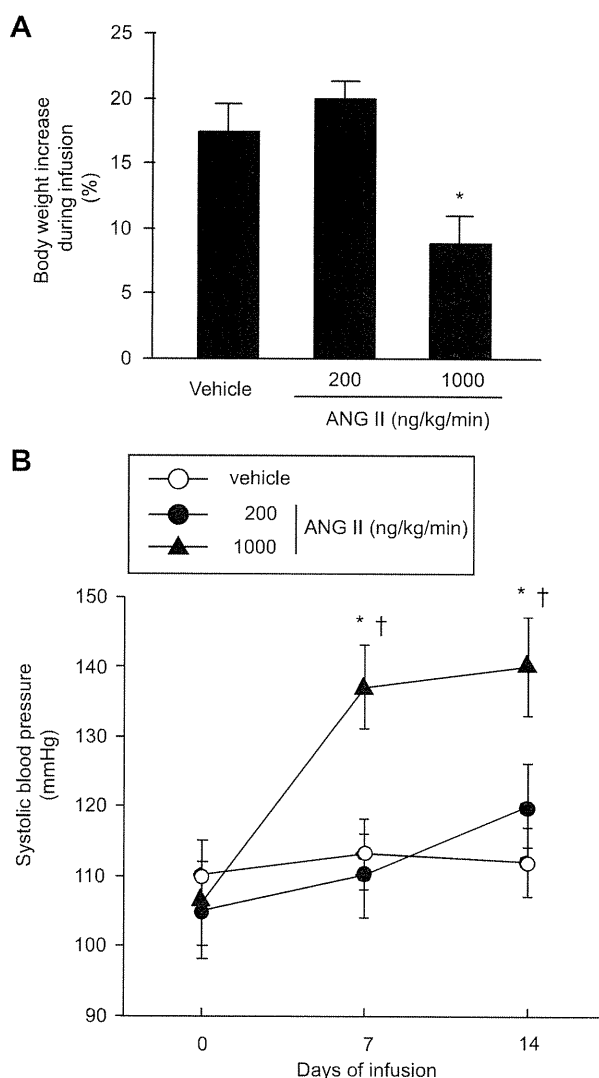 A
Body weight increase
during infusion
(%)
25
20
15
10
5
0
*
Vehicle
200
1000
ANG II (ng/kg/min)
B
vehicle
200
1000
ANG II (ng/kg/min)
Systolic blood pressure
(mmHg)
150
140
130
120
110
100
90
* †
* †
0
7
14
Days of infusion